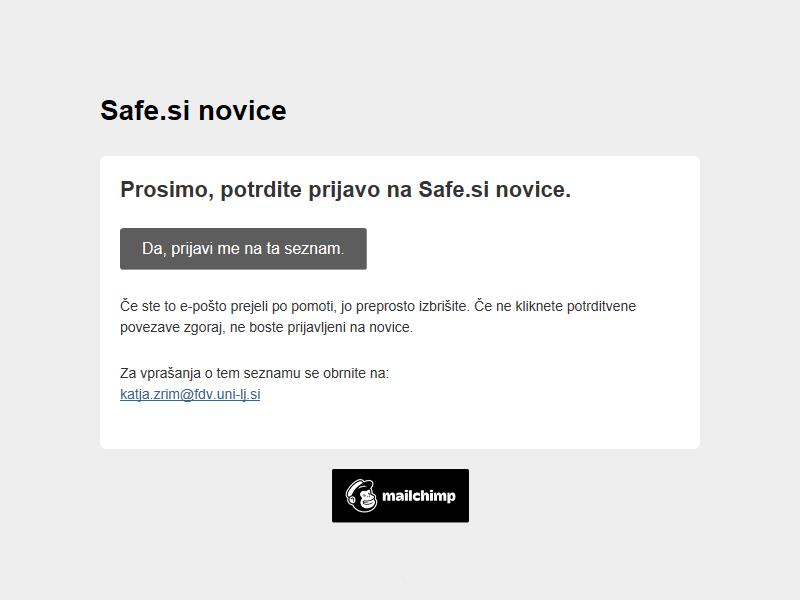 Safe.si novice
Prosimo, potrdite prijavo na Safe.si novice.
Da, prijavi me na ta seznam.
Če ste to e-pošto prejeli po pomoti, jo preprosto izbrišite. Če ne kliknete potrditvene
povezave zgoraj, ne boste prijavljeni na novice.
Za vprašanja o tem seznamu se obrnite na:
katja.zrim@fdv.uni-lj.si
mailchimp